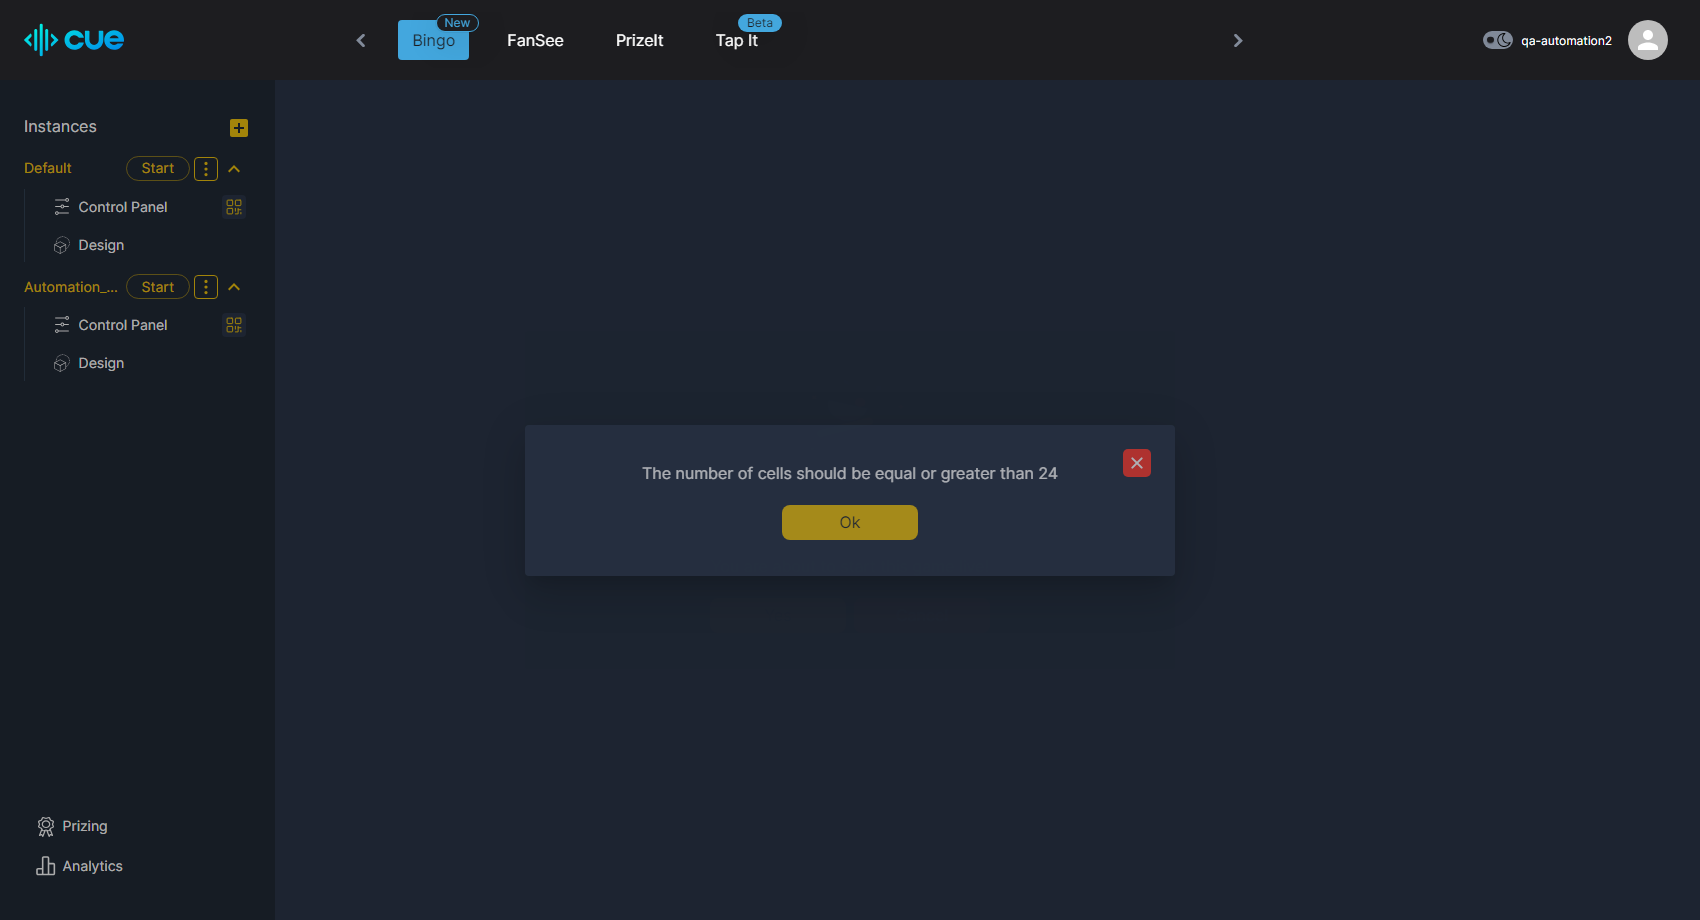 cue
Bingo
New
FanSee
PrizeIt
Tap It
Beta
qa-automation2
Instances
Default
Start
Control Panel
Design
Automation_...
Start
Control Panel
Design
The number of cells should be equal or greater than 24
Ok
Prizing
Analytics